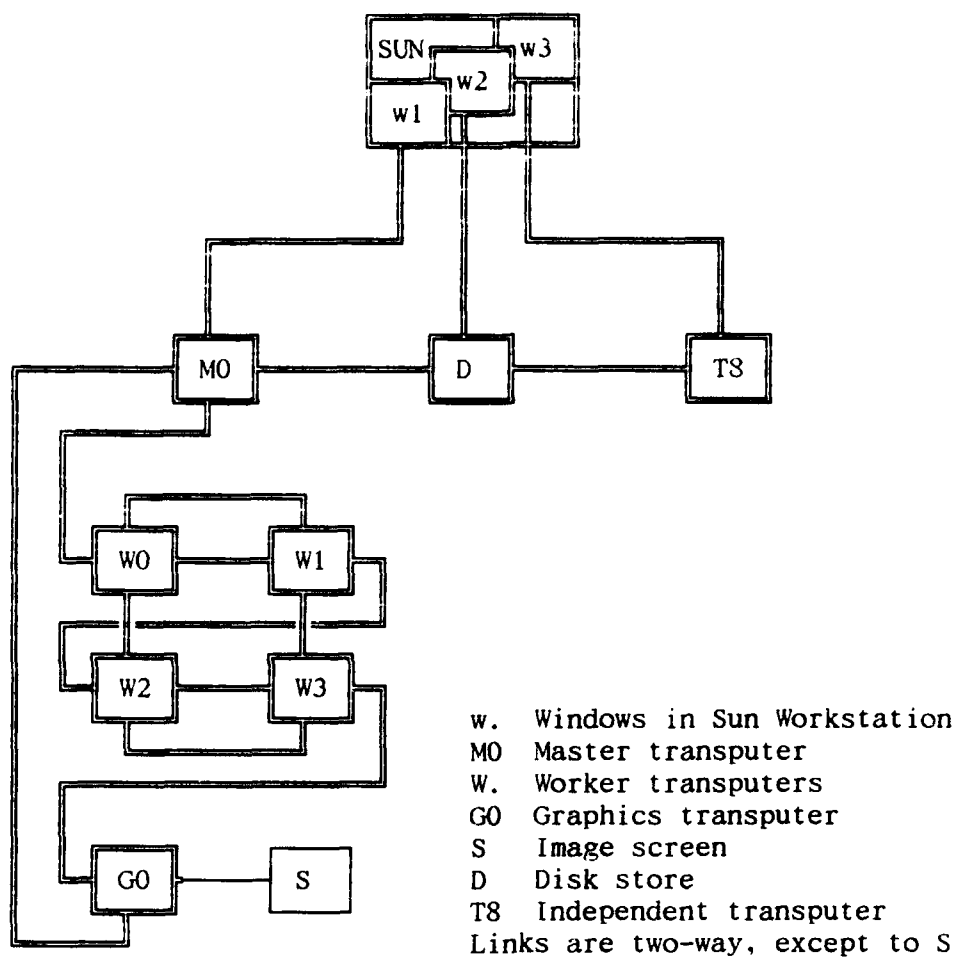 SUN
w3
w2
w1
M0
D
T8
W0
W1
W2
W3
G0
S
w. Windows in Sun Workstation
M0 Master transputer
W. Worker transputers
G0 Graphics transputer
S Image screen
D Disk store
T8 Independent transputer
Links are two-way, except to S